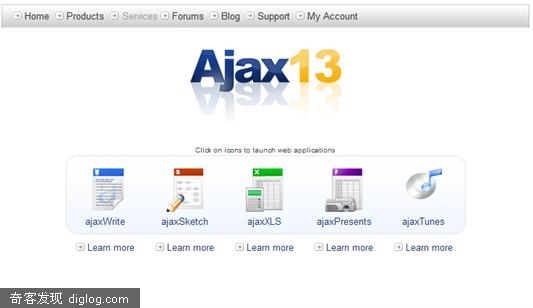 Home Products Services Forums Blog Support My Account
Ajax13
Click on icons to launch web applications
ajaxWrite ajaxSketch ajaxXLS ajaxPresents ajaxTunes
Learn more Learn more Learn more Learn more Learn more
奇客发现 diglog.com